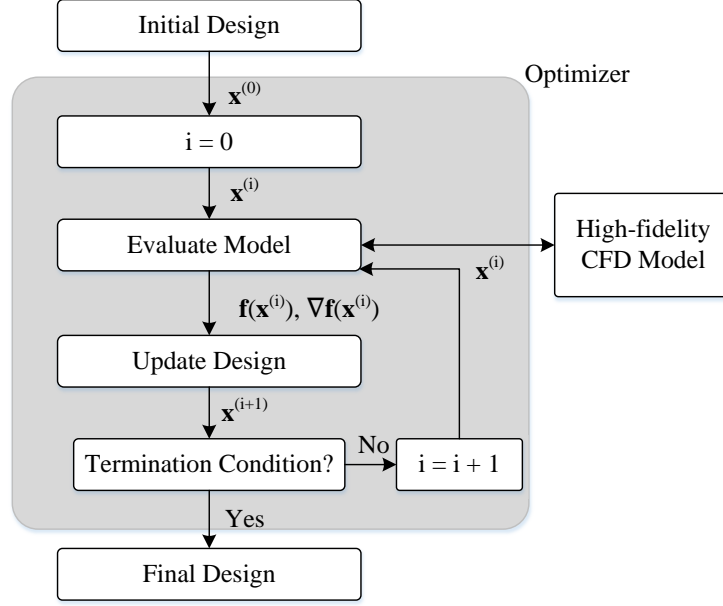 Initial Design
Optimizer
x^(0)
i = 0
x^(i)
Evaluate Model
High-fidelity
CFD Model
x^(i)
f(x^(i)), ∇f(x^(i))
Update Design
x^(i+1)
Termination Condition?
No
i = i + 1
Yes
Final Design